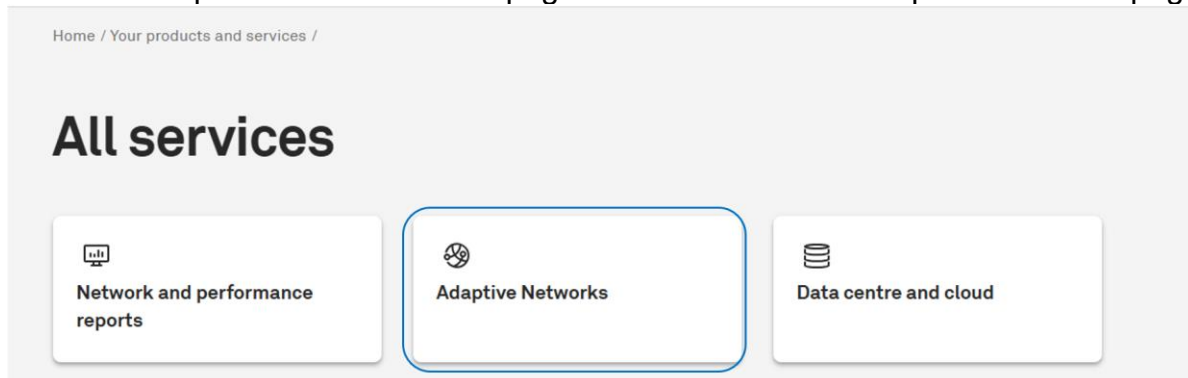 Home / Your products and services /
All services
Network and performance
reports
Adaptive Networks
Data centre and cloud